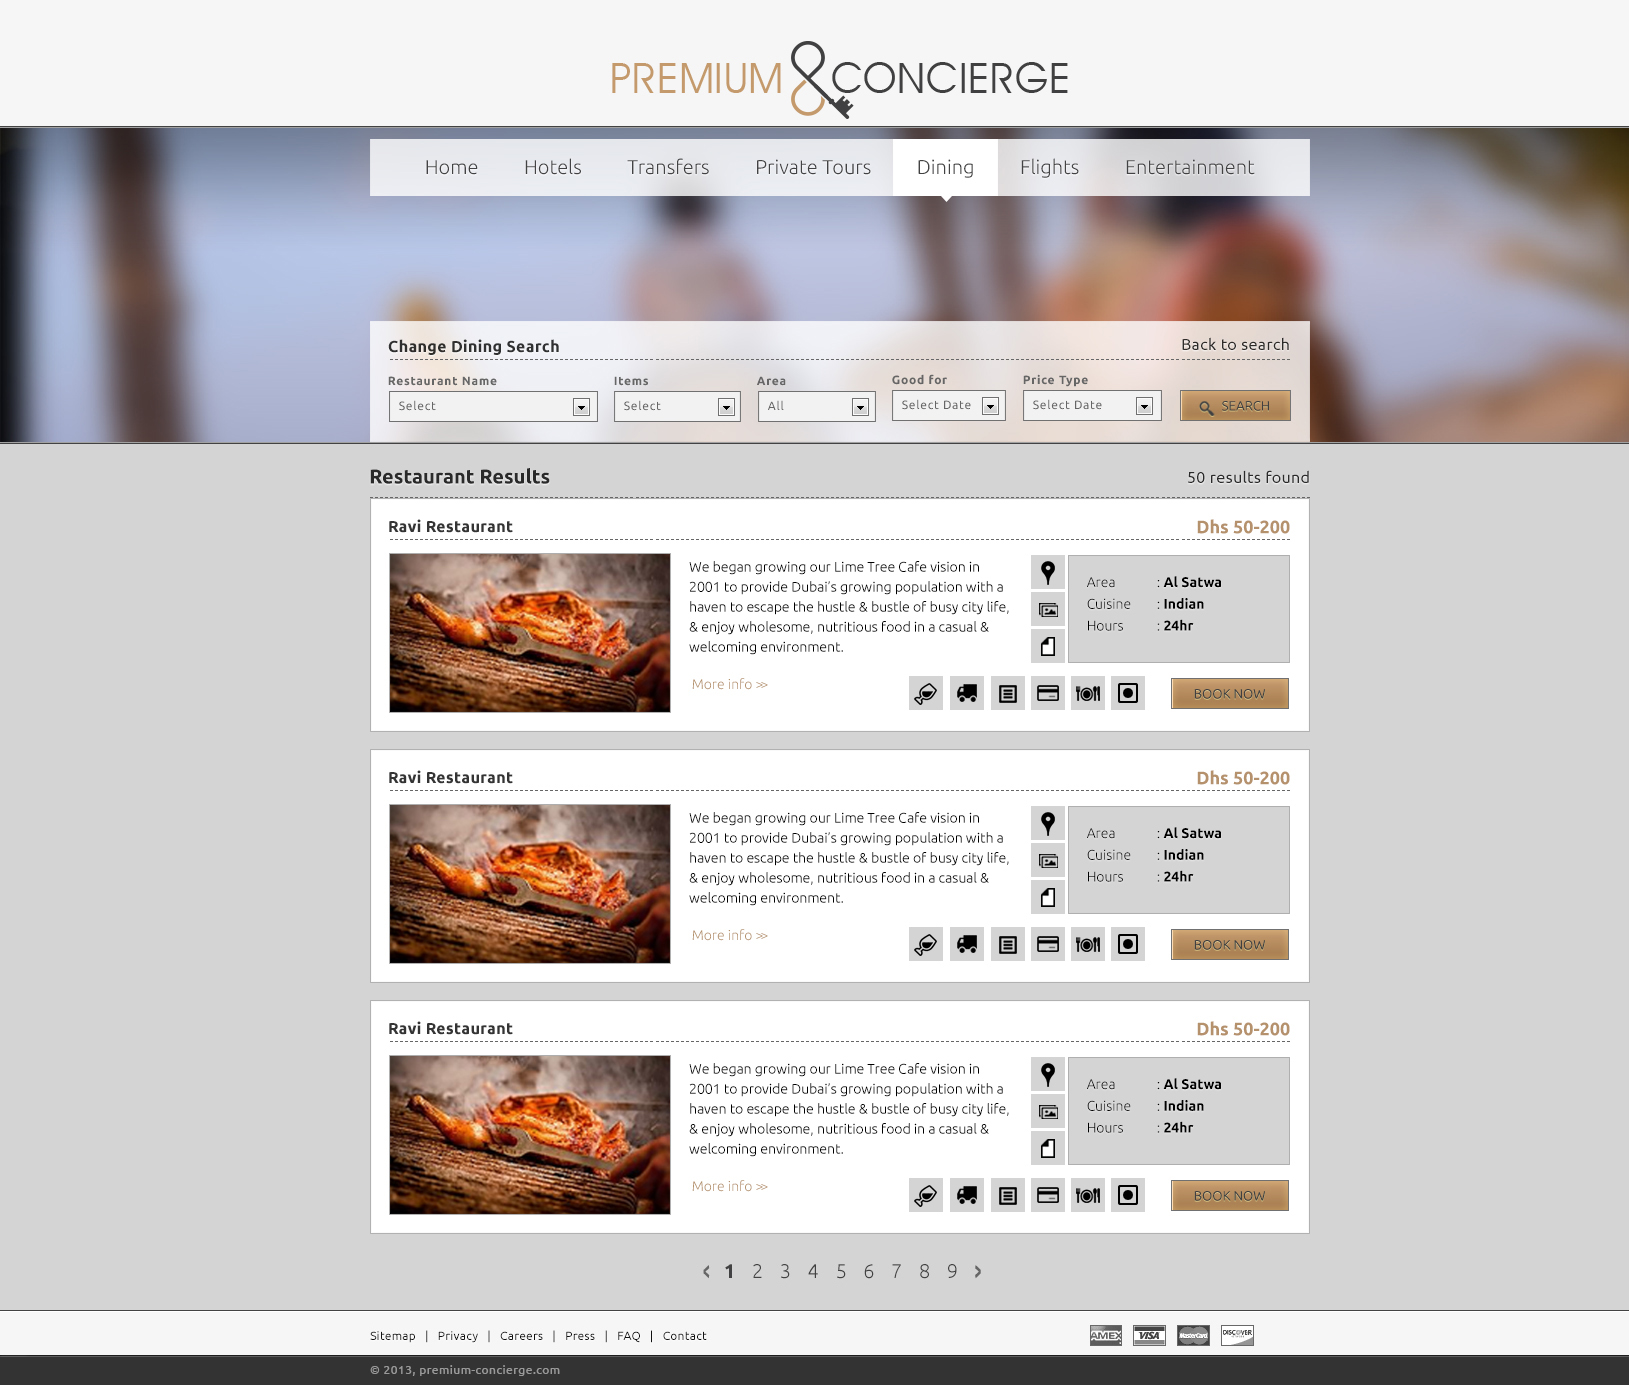 PREMIUM & CONCIERGE
Home Hotels Transfers Private Tours Dining Flights Entertainment
Change Dining Search Back to search
Restaurant Name Items Area Good for Price Type
Select Select All Select Date Select Date SEARCH
Restaurant Results 50 results found
Ravi Restaurant Dhs 50-200
We began growing our Lime Tree Cafe vision in
2001 to provide Dubai's growing population with a
haven to escape the hustle & bustle of busy city life,
& enjoy wholesome, nutritious food in a casual &
welcoming environment.
More info >>
Area : Al Satwa
Cuisine : Indian
Hours : 24hr
BOOK NOW
Ravi Restaurant Dhs 50-200
We began growing our Lime Tree Cafe vision in
2001 to provide Dubai's growing population with a
haven to escape the hustle & bustle of busy city life,
& enjoy wholesome, nutritious food in a casual &
welcoming environment.
More info >>
Area : Al Satwa
Cuisine : Indian
Hours : 24hr
BOOK NOW
Ravi Restaurant Dhs 50-200
We began growing our Lime Tree Cafe vision in
2001 to provide Dubai's growing population with a
haven to escape the hustle & bustle of busy city life,
& enjoy wholesome, nutritious food in a casual &
welcoming environment.
More info >>
Area : Al Satwa
Cuisine : Indian
Hours : 24hr
BOOK NOW
‹ 1 2 3 4 5 6 7 8 9 ›
Sitemap | Privacy | Careers | Press | FAQ | Contact
AMEX VISA MasterCard DISCOVER
© 2013, premium-concierge.com